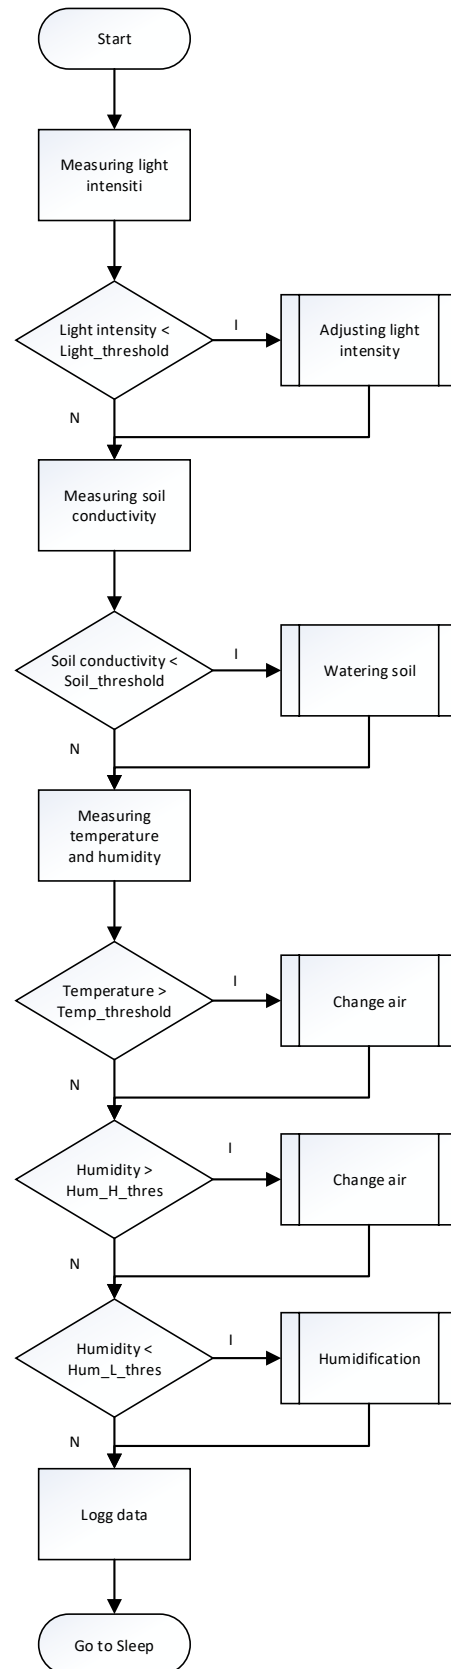 Start
Measuring light
intensiti
Light intensity <
Light_threshold
I
Adjusting light
intensity
N
Measuring soil
conductivity
Soil conductivity <
Soil_threshold
I
Watering soil
N
Measuring
temperature
and humidity
Temperature >
Temp_threshold
I
Change air
N
Humidity >
Hum_H_thres
I
Change air
N
Humidity <
Hum_L_thres
I
Humidification
N
Logg data
Go to Sleep